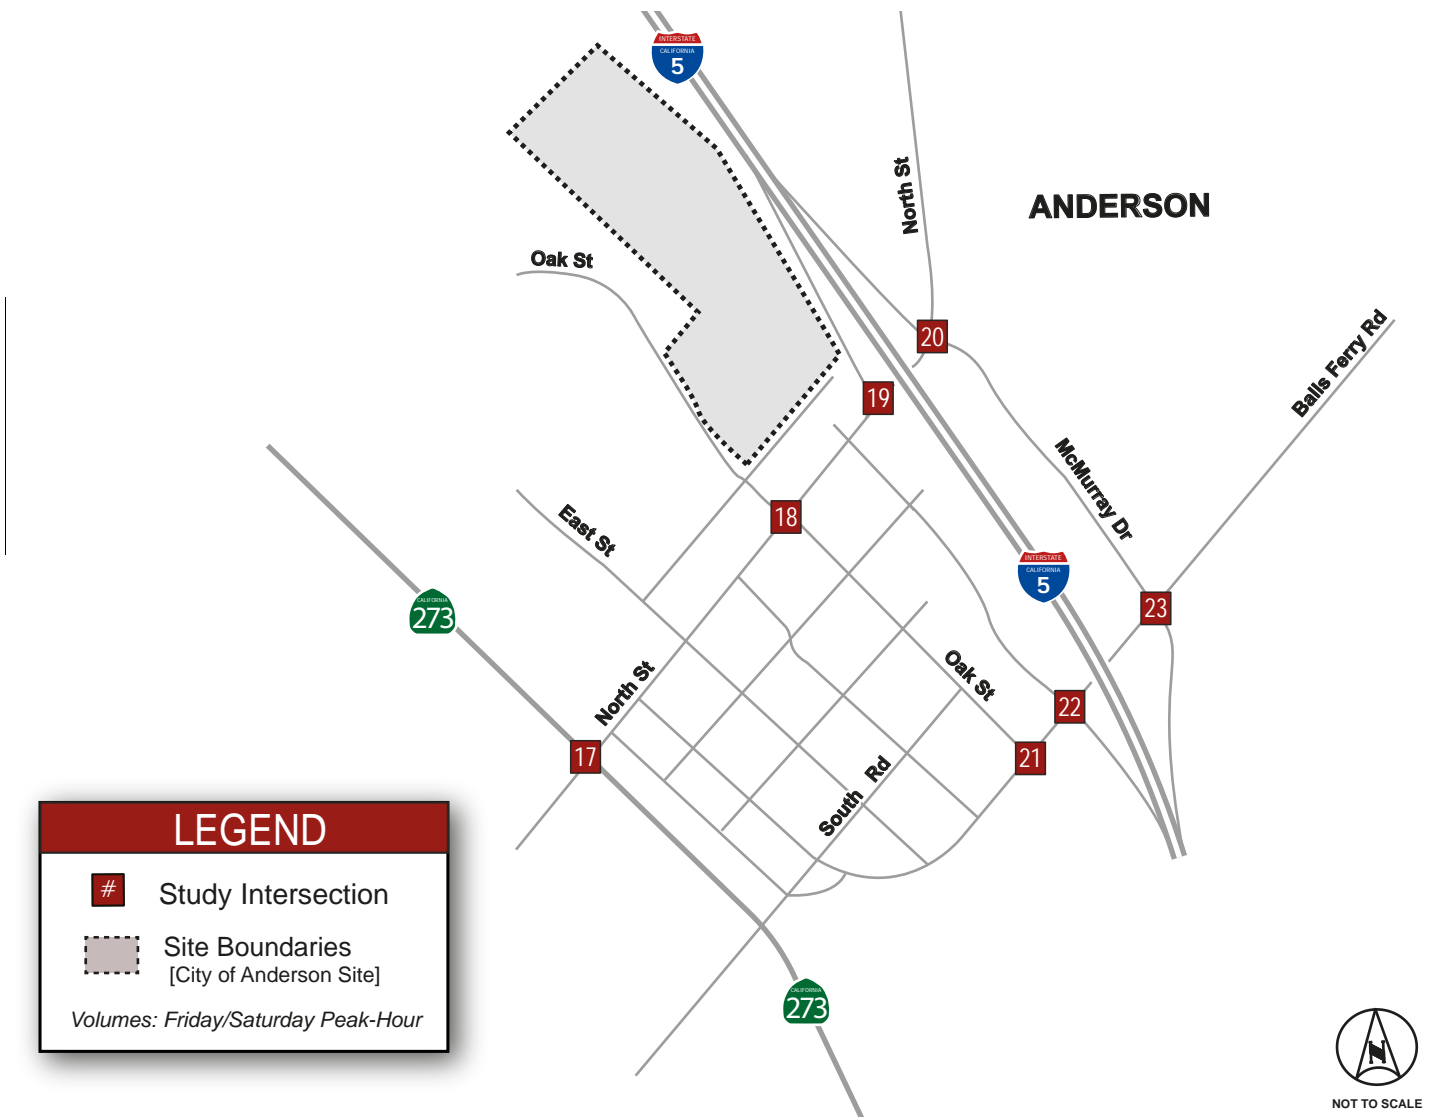 INTERSTATE
CALIFORNIA
5
North St
ANDERSON
Oak St
20
Balls Ferry Rd
19
McMurray Dr
18
East St
INTERSTATE
CALIFORNIA
5
CALIFORNIA
273
23
North St
Oak St
22
17
21
South Rd
LEGEND
# Study Intersection
Site Boundaries
[City of Anderson Site]
Volumes: Friday/Saturday Peak-Hour
CALIFORNIA
273
N
NOT TO SCALE